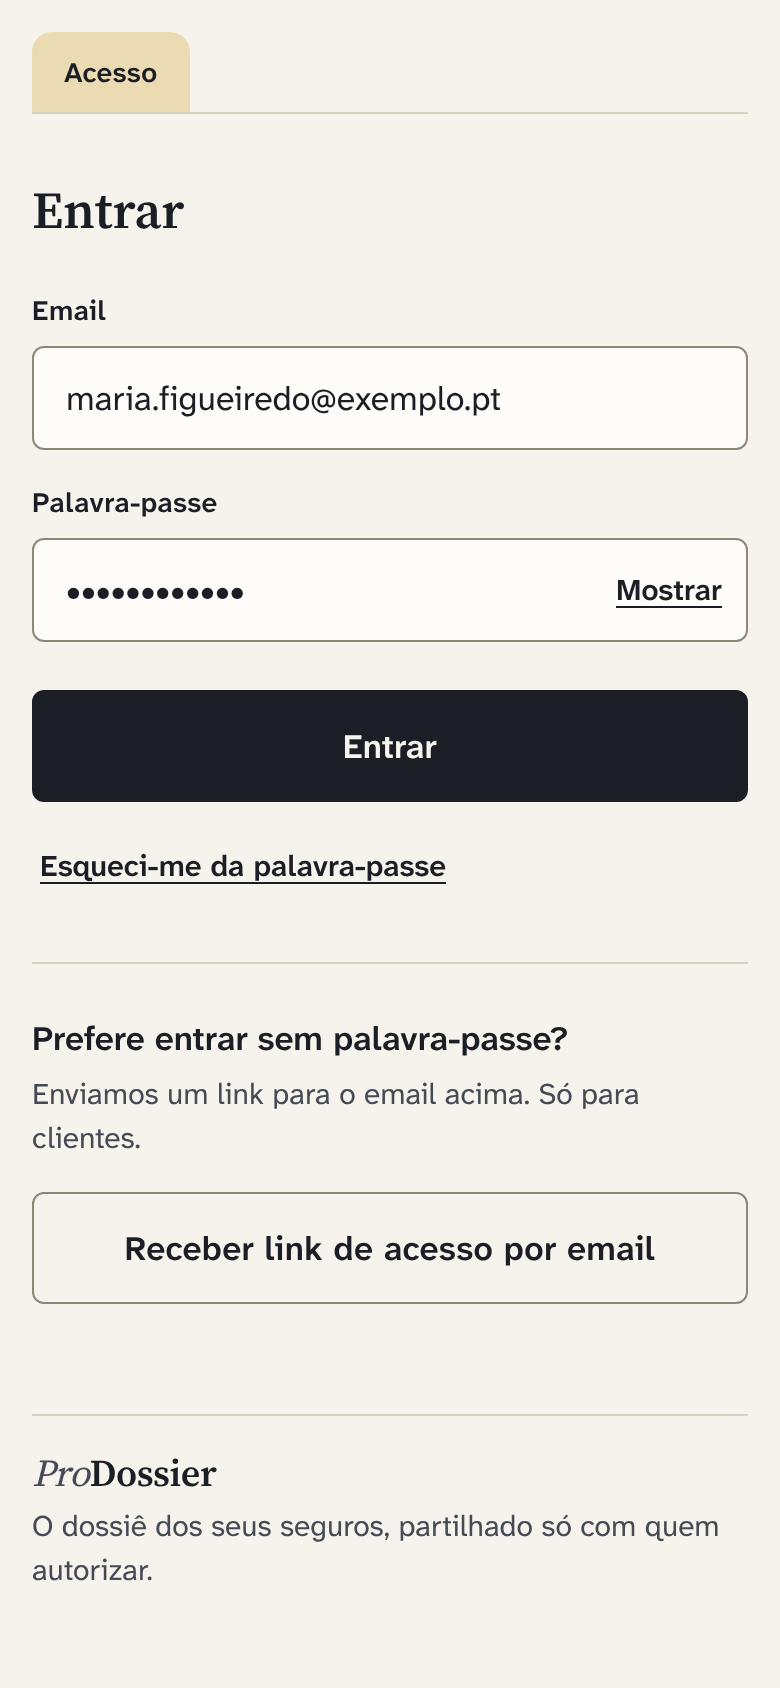 Acesso
Entrar
Email
maria.figueiredo@exemplo.pt
Palavra-passe
••••••••••••
Mostrar
Entrar
Esqueci-me da palavra-passe
Prefere entrar sem palavra-passe?
Enviamos um link para o email acima. Só para
clientes.
Receber link de acesso por email
ProDossier
O dossiê dos seus seguros, partilhado só com quem
autorizar.